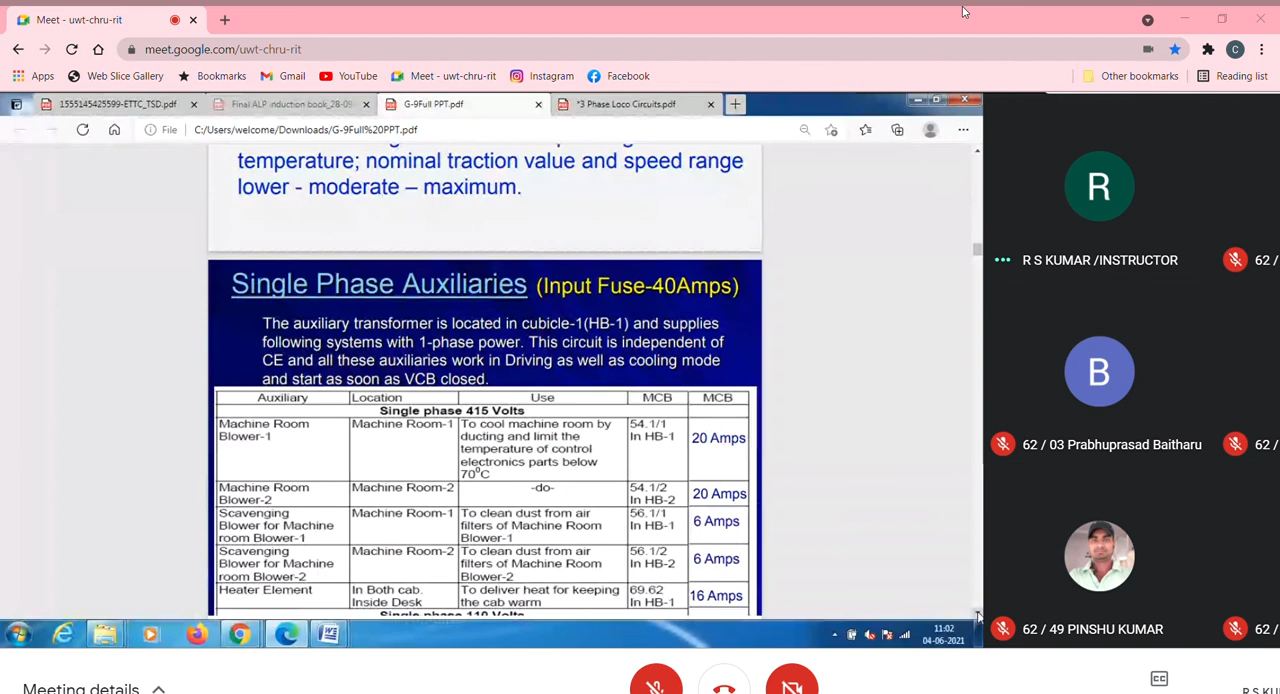 Meet - uwt-chru-rit
meet.google.com/uwt-chru-rit
C
Apps Web Slice Gallery Bookmarks Gmail YouTube Meet - uwt-chru-rit Instagram Facebook Other bookmarks Reading list
1555145425599-ETTC_TSD.pdf Final ALP induction book_28-09- G-9Full PPT.pdf *3 Phase Loco Circuits.pdf
File C:/Users/welcome/Downloads/G-9Full%20PPT.pdf
temperature; nominal traction value and speed range
lower - moderate – maximum.
Single Phase Auxiliaries (Input Fuse-40Amps)
The auxiliary transformer is located in cubicle-1(HB-1) and supplies
following systems with 1-phase power. This circuit is independent of
CE and all these auxiliaries work in Driving as well as cooling mode
and start as soon as VCB closed.
Auxiliary Location Use MCB MCB
Single phase 415 Volts
Machine Room Blower-1 Machine Room-1 To cool machine room by ducting and limit the temperature of control electronics parts below 70⁰C 54.1/1 In HB-1 20 Amps
Machine Room Blower-2 Machine Room-2 -do- 54.1/2 In HB-2 20 Amps
Scavenging Blower for Machine room Blower-1 Machine Room-1 To clean dust from air filters of Machine Room Blower-1 56.1/1 In HB-1 6 Amps
Scavenging Blower for Machine room Blower-2 Machine Room-2 To clean dust from air filters of Machine Room Blower-2 56.1/2 In HB-2 6 Amps
Heater Element In Both cab. Inside Desk To deliver heat for keeping the cab warm 69.62 In HB-1 16 Amps
Single phase 110 Volts
11:02
04-06-2021
R
R S KUMAR /INSTRUCTOR 62 /
B
62 / 03 Prabhuprasad Baitharu 62 /
62 / 49 PINSHU KUMAR 62 /
Meeting details
CC
R S KU